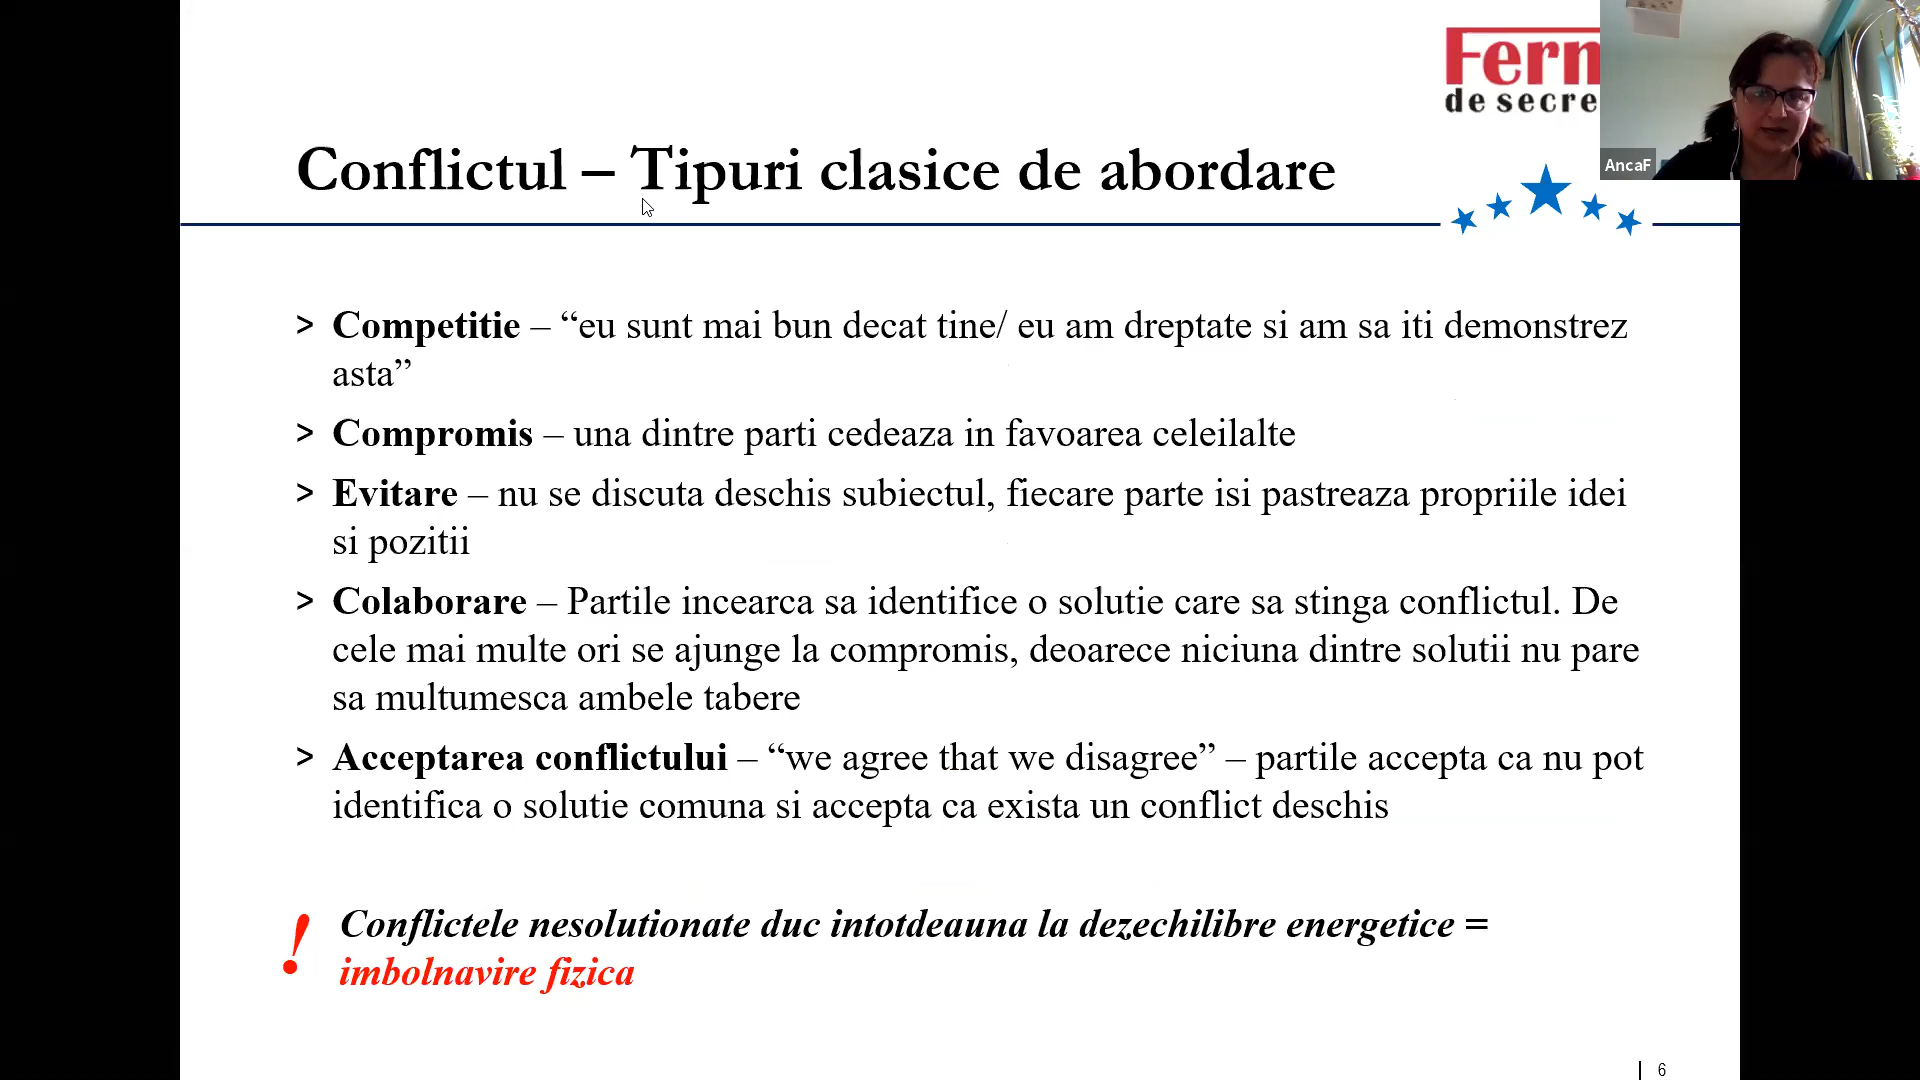 Fern
de secre
AncaF
Conflictul – Tipuri clasice de abordare
> Competitie – “eu sunt mai bun decat tine/ eu am dreptate si am sa iti demonstrez
asta”
> Compromis – una dintre parti cedeaza in favoarea celeilalte
> Evitare – nu se discuta deschis subiectul, fiecare parte isi pastreaza propriile idei
si pozitii
> Colaborare – Partile incearca sa identifice o solutie care sa stinga conflictul. De
cele mai multe ori se ajunge la compromis, deoarece niciuna dintre solutii nu pare
sa multumesca ambele tabere
> Acceptarea conflictului – “we agree that we disagree” – partile accepta ca nu pot
identifica o solutie comuna si accepta ca exista un conflict deschis
! Conflictele nesolutionate duc intotdeauna la dezechilibre energetice =
imbolnavire fizica
| 6